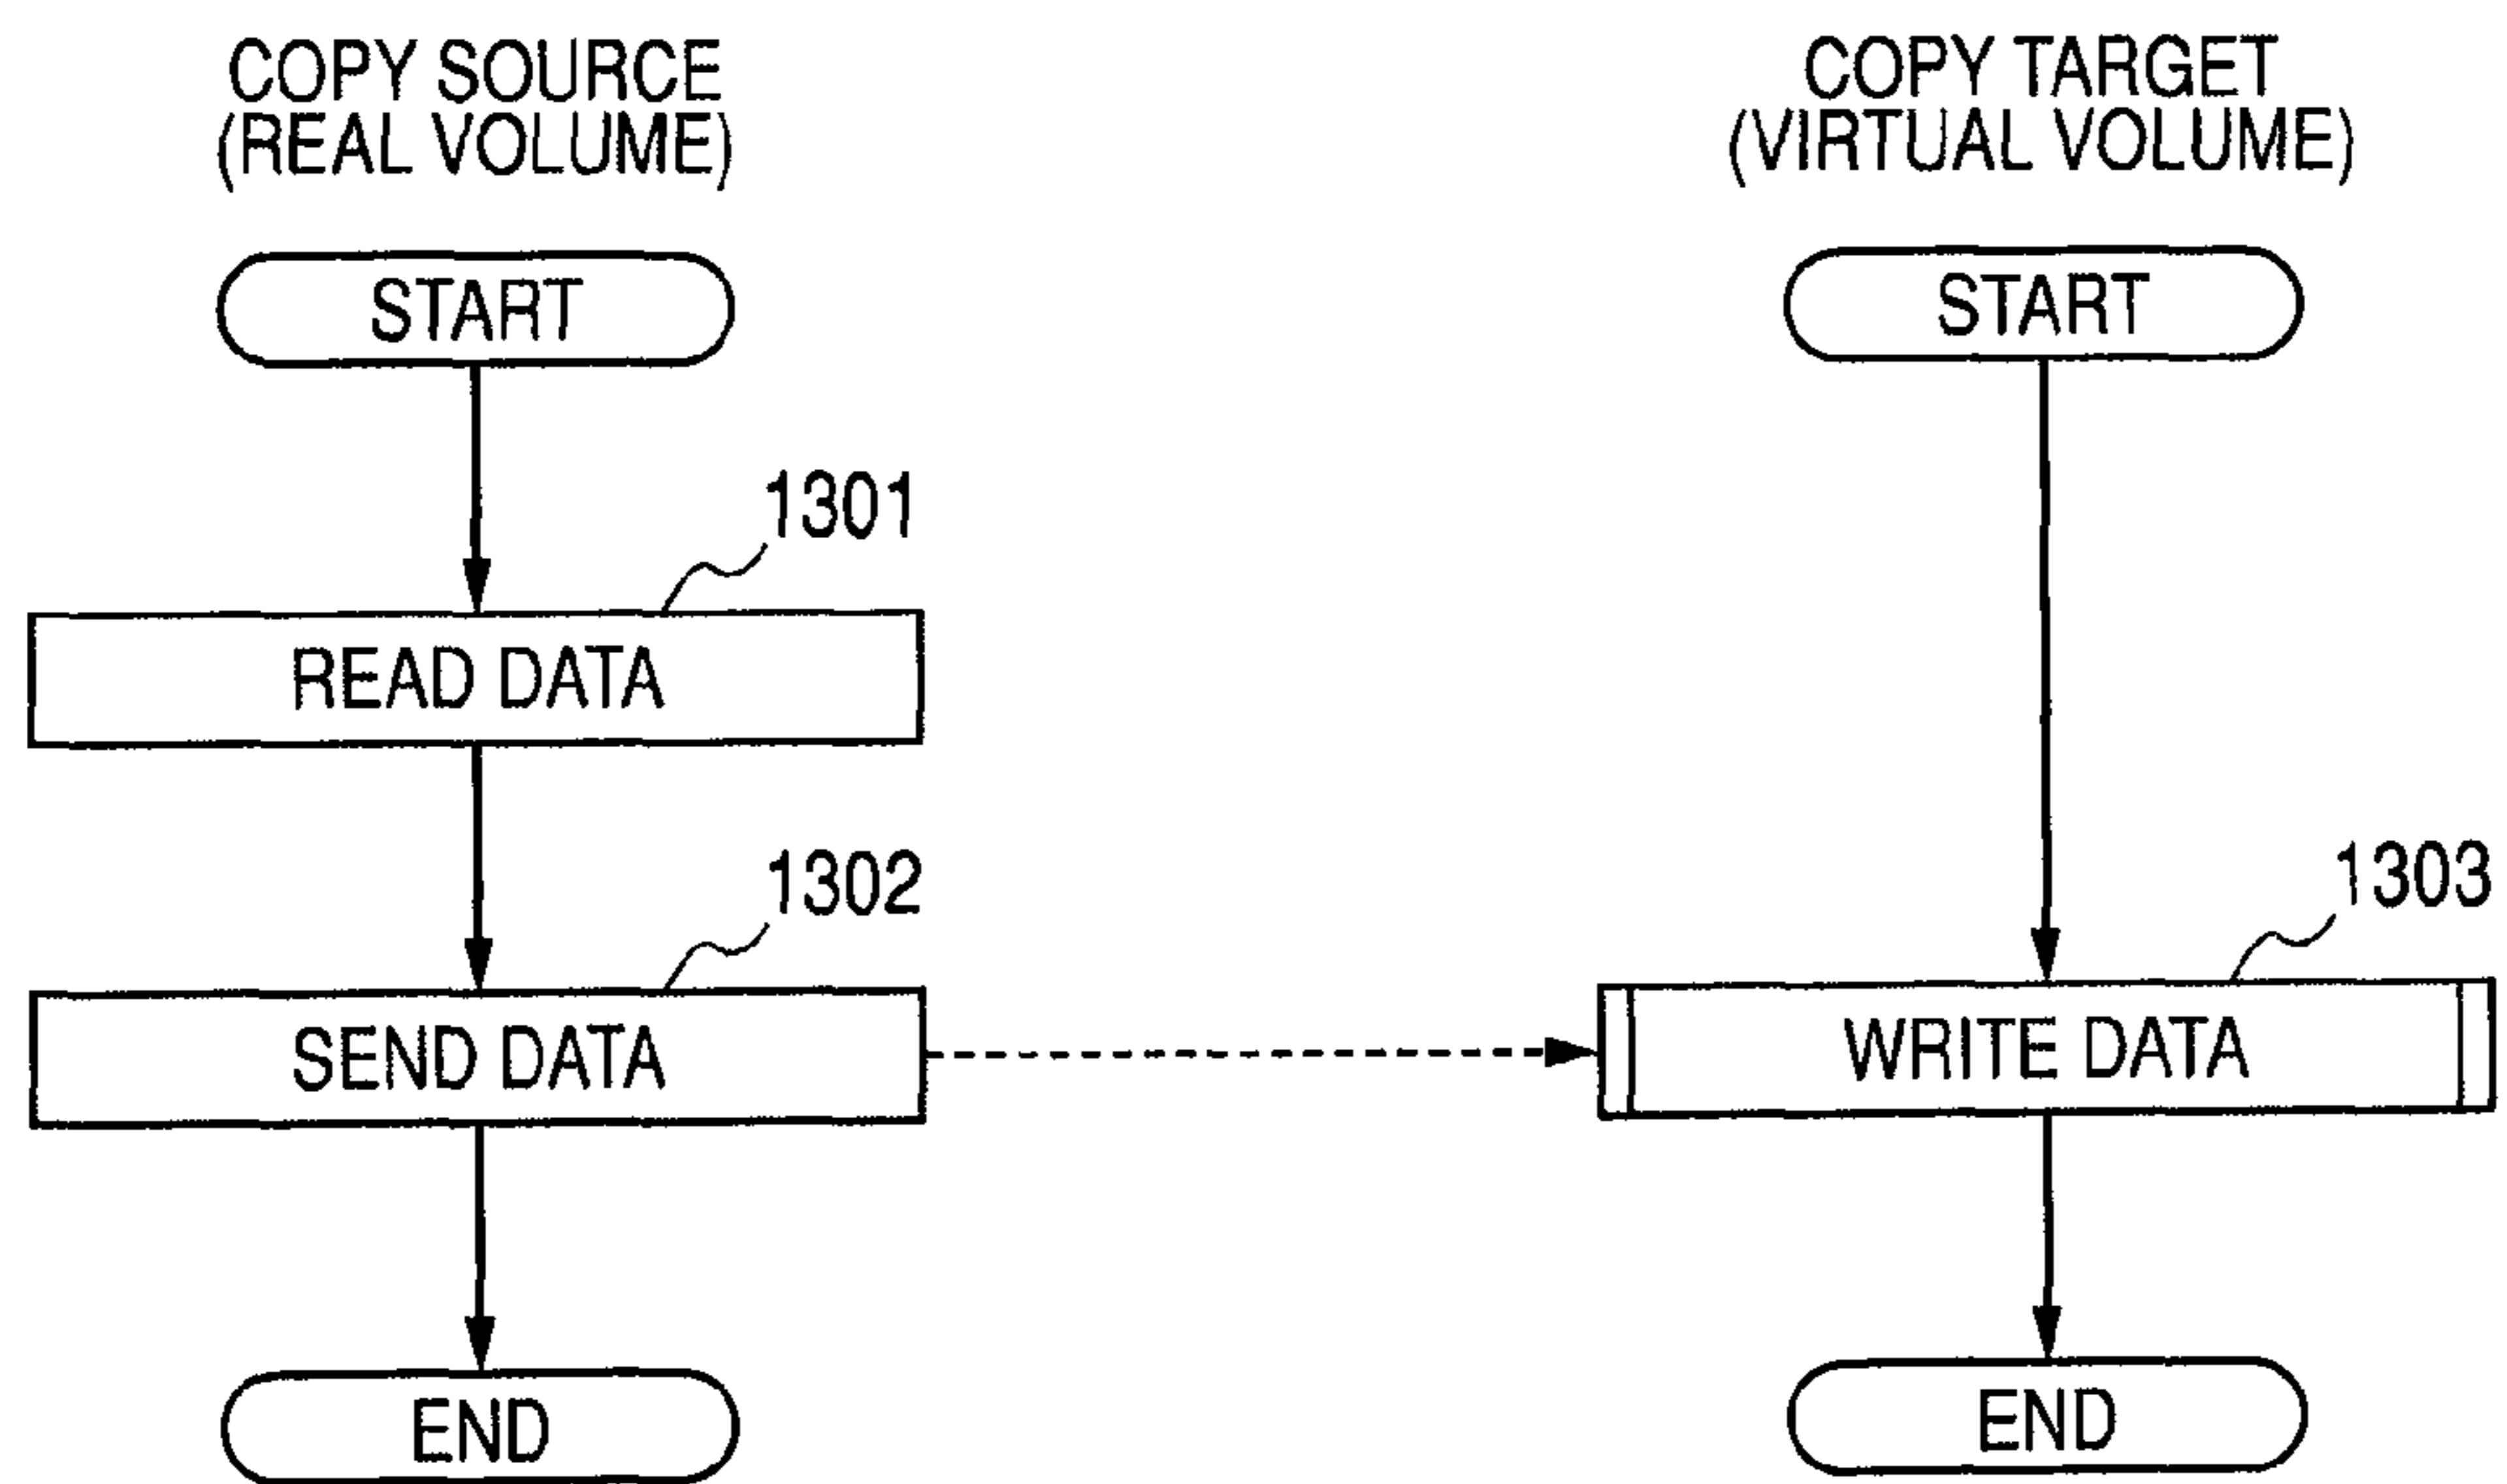 COPY SOURCE
(REAL VOLUME)
START
1301
READ DATA
1302
SEND DATA
END
COPY TARGET
(VIRTUAL VOLUME)
START
1303
WRITE DATA
END